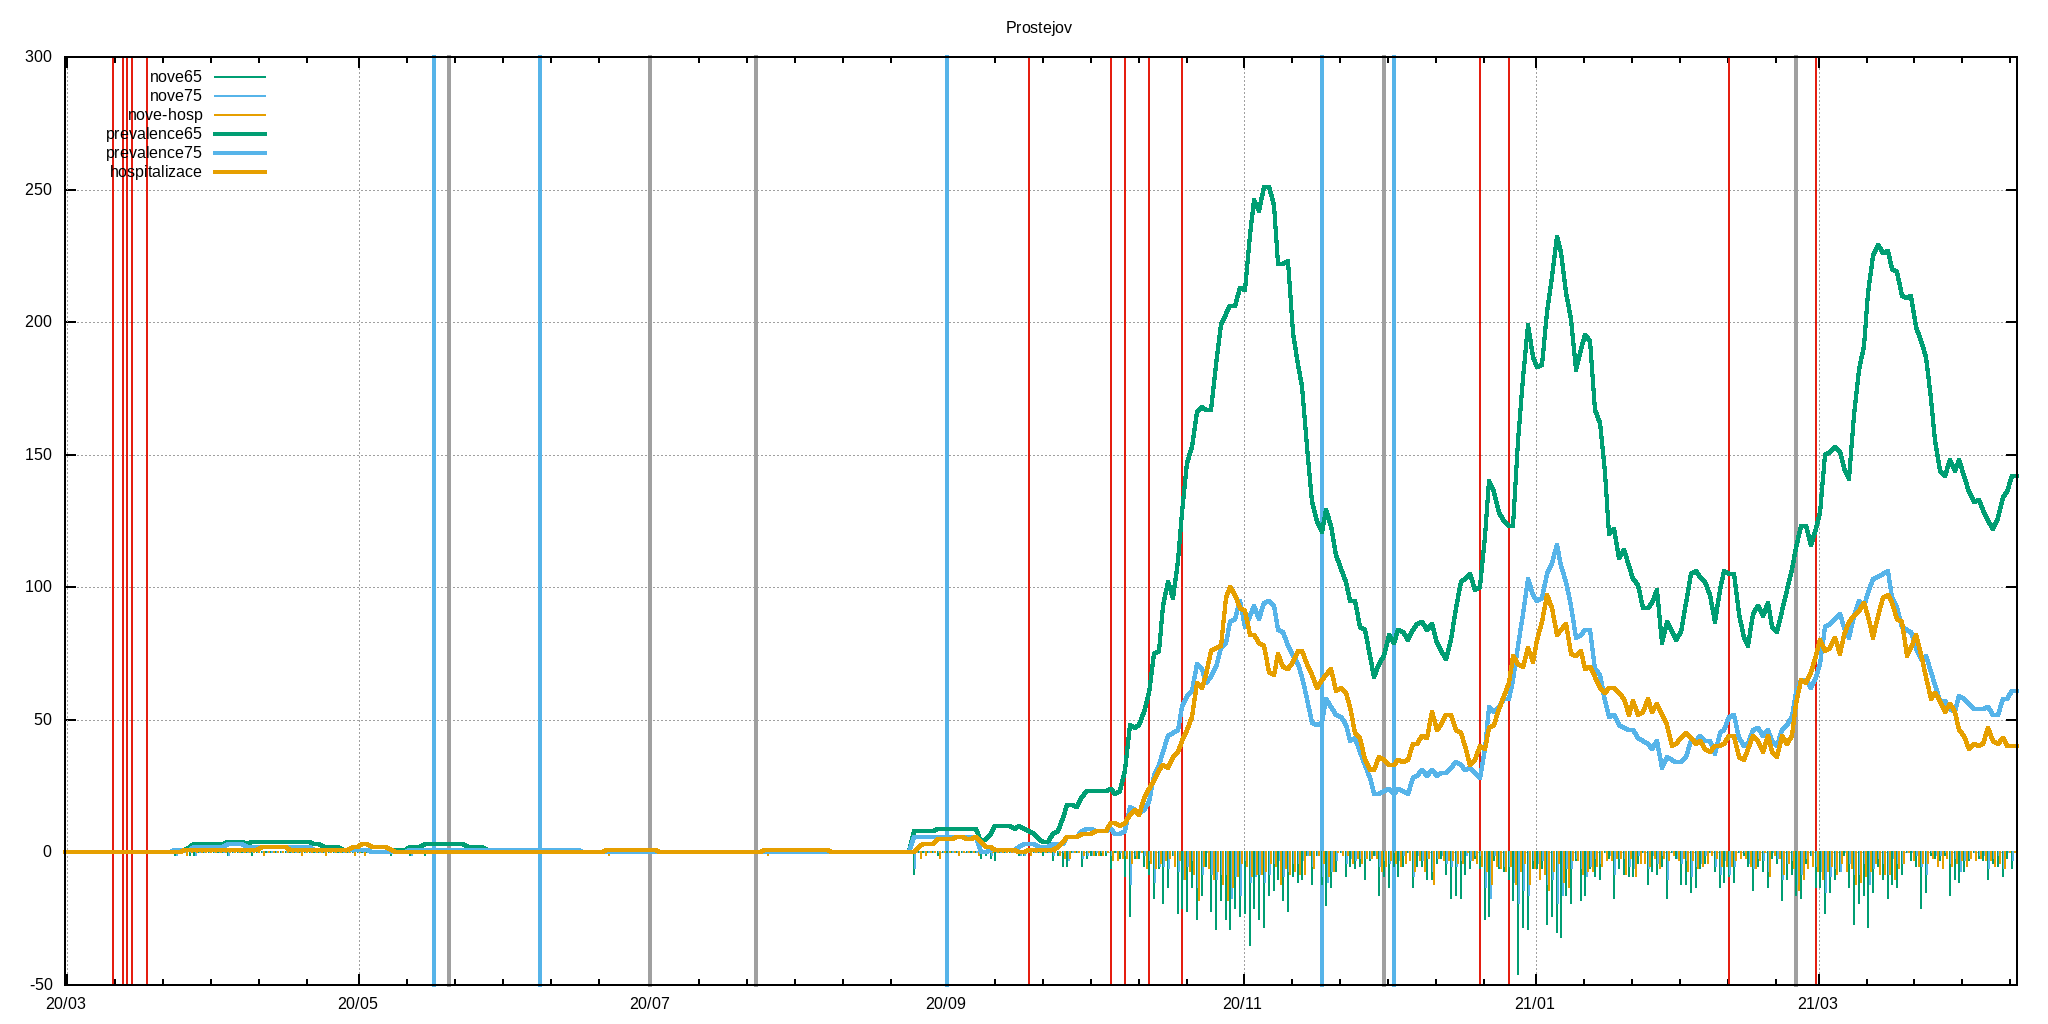 Prostejov
300
250
200
150
100
50
0
-50
nove65
nove75
nove-hosp
prevalence65
prevalence75
hospitalizace
20/03 20/05 20/07 20/09 20/11 21/01 21/03